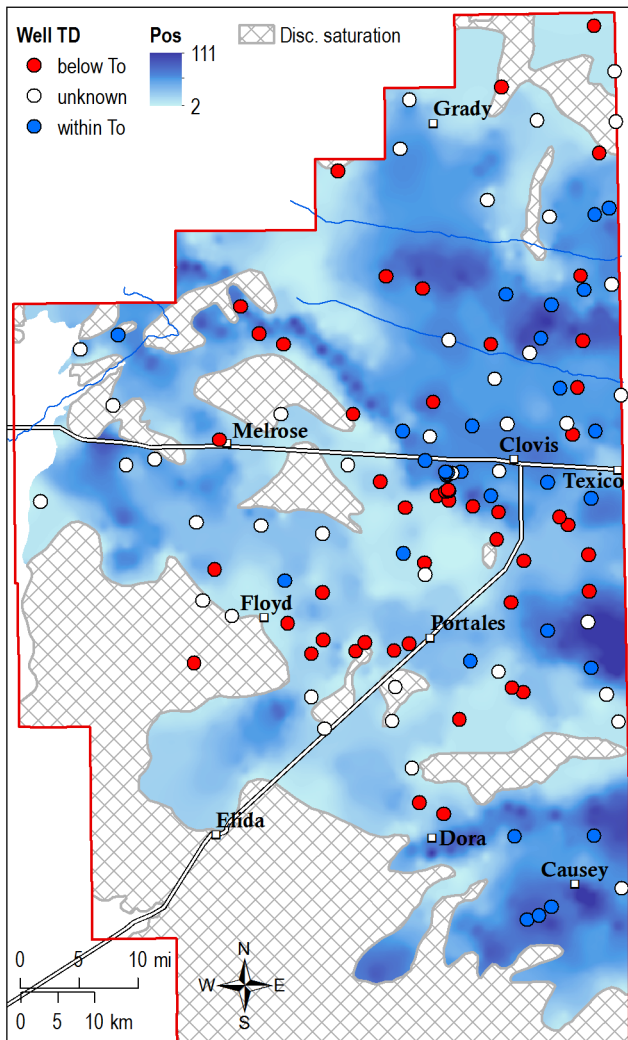 Well TD
below To
unknown
within To
Pos
111
2
Disc. saturation
Grady
Melrose
Clovis
Texico
Floyd
Portales
Elida
Dora
Causey
0 5 10 mi
0 5 10 km
N
W E
S